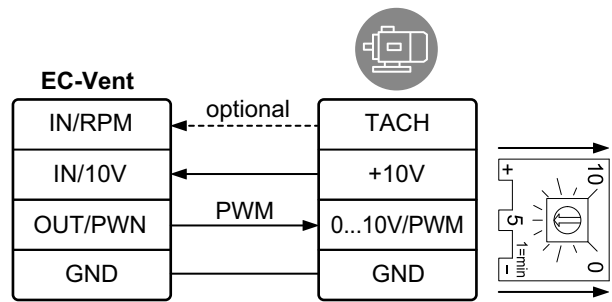 EC-Vent
IN/RPM
optional
TACH
IN/10V
+10V
OUT/PWN
PWM
0...10V/PWM
GND
GND
+
5
-
1=min
10
0